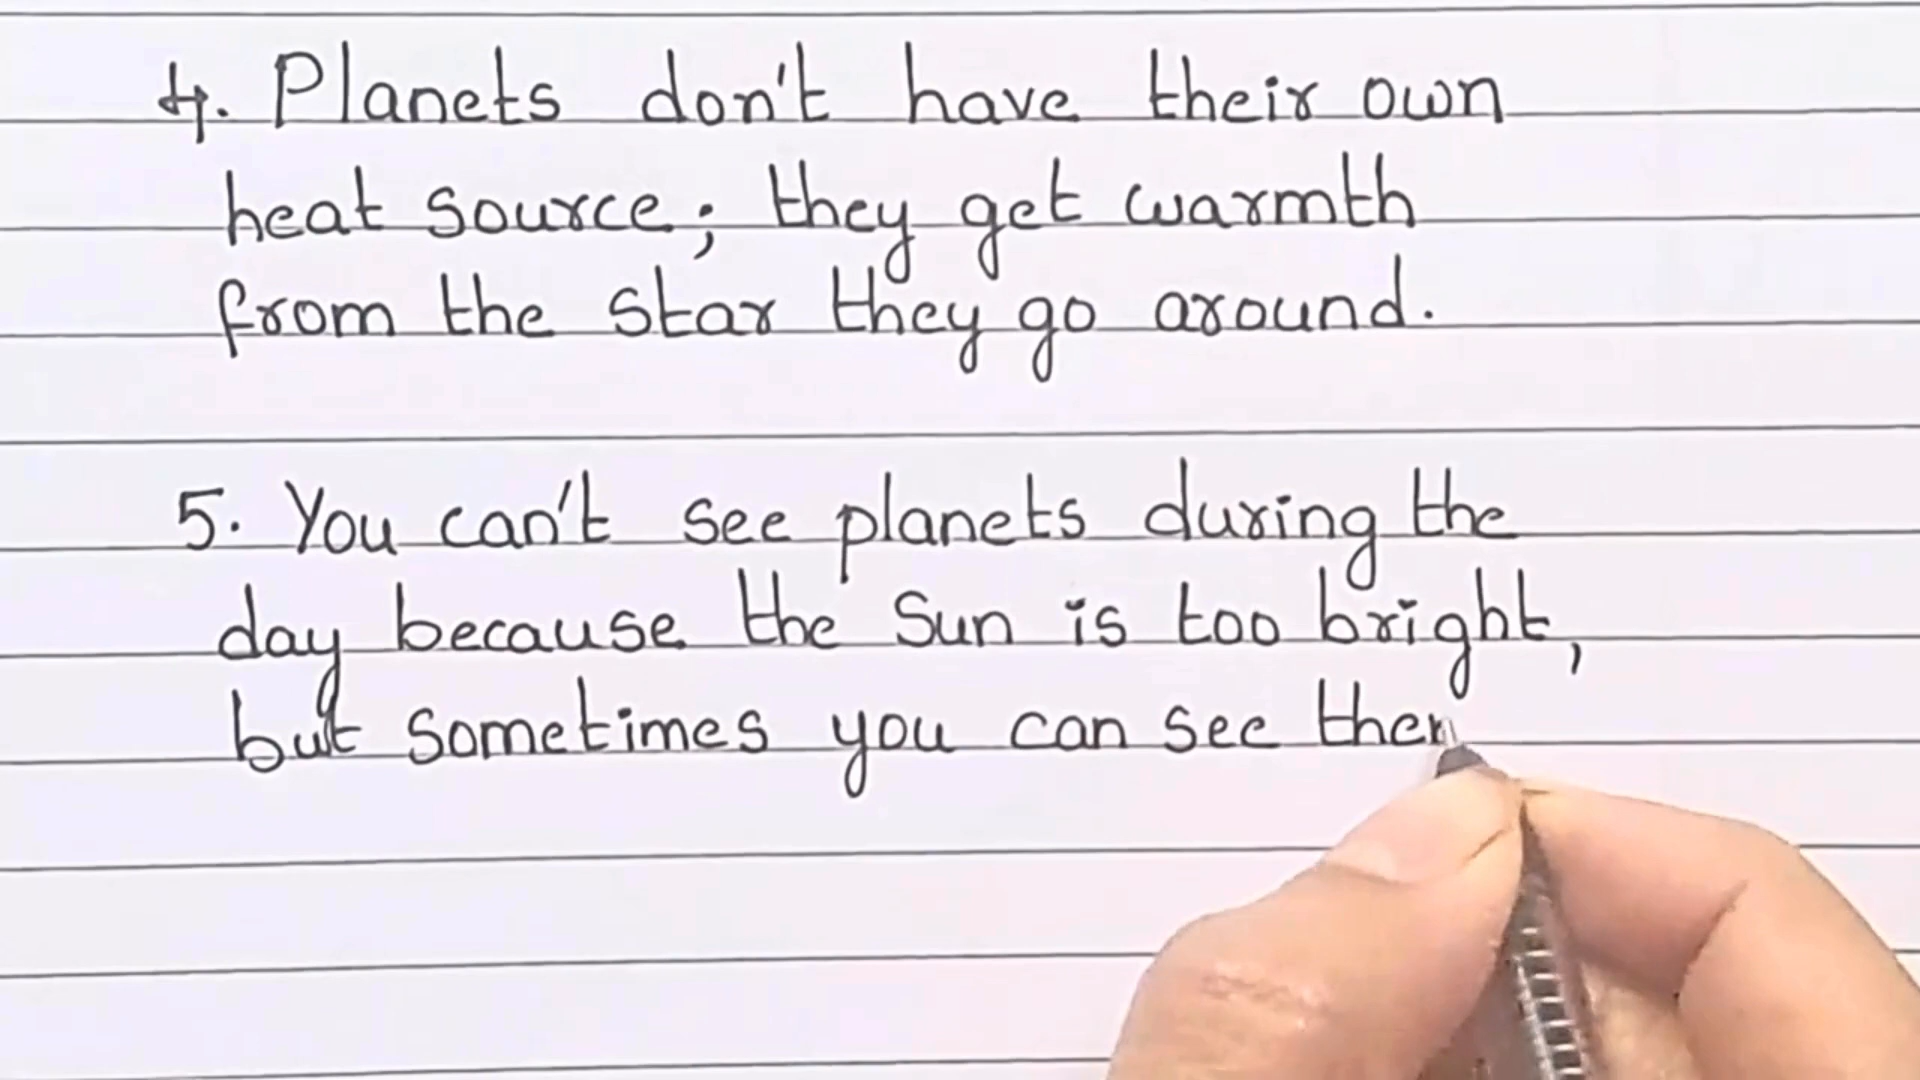 4. Planets don't have their own
heat source; they get warmth
from the star they go around.
5. You can't see planets during the
day because the Sun is too bright,
but sometimes you can see